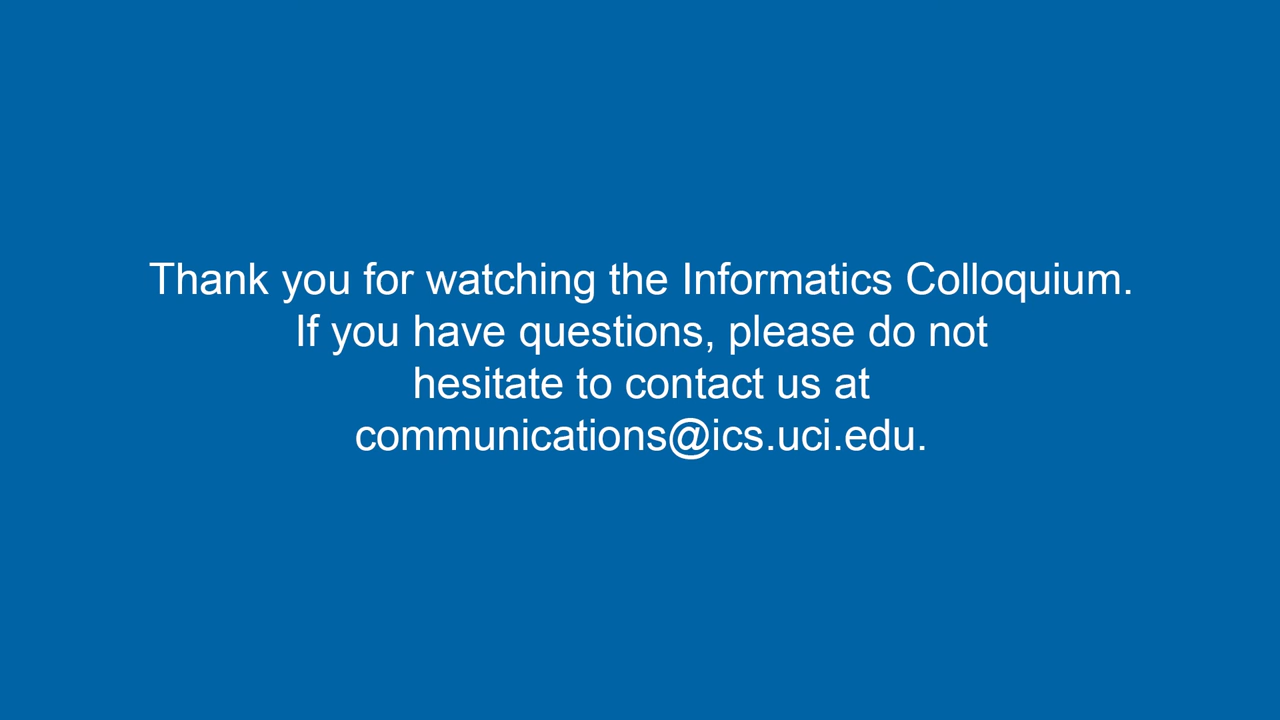 Thank you for watching the Informatics Colloquium.
If you have questions, please do not
hesitate to contact us at
communications@ics.uci.edu.